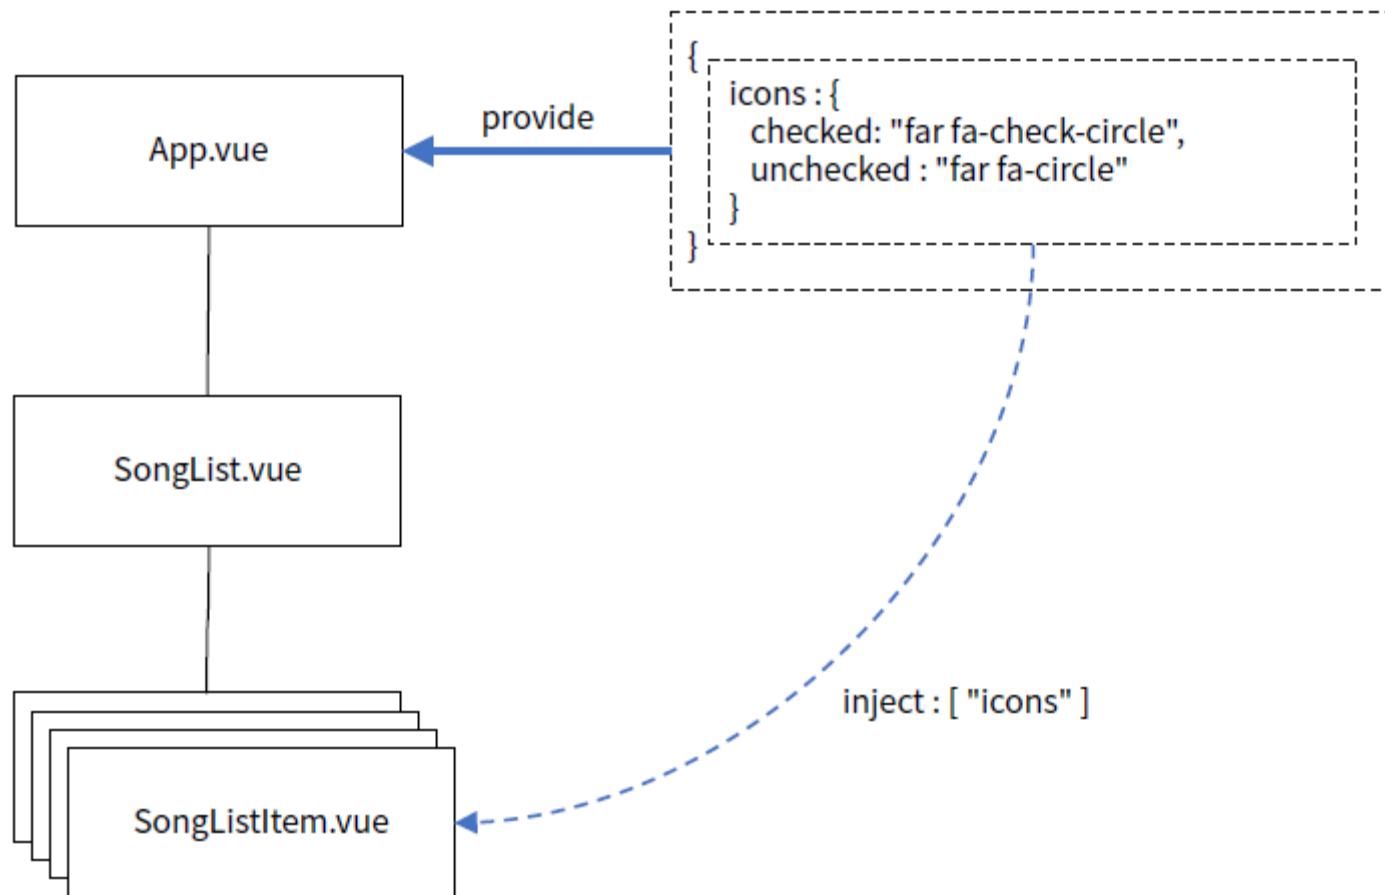 {
icons : {
checked: "far fa-check-circle",
unchecked : "far fa-circle"
}
}
provide
App.vue
SongList.vue
inject : [ "icons" ]
SongListItem.vue